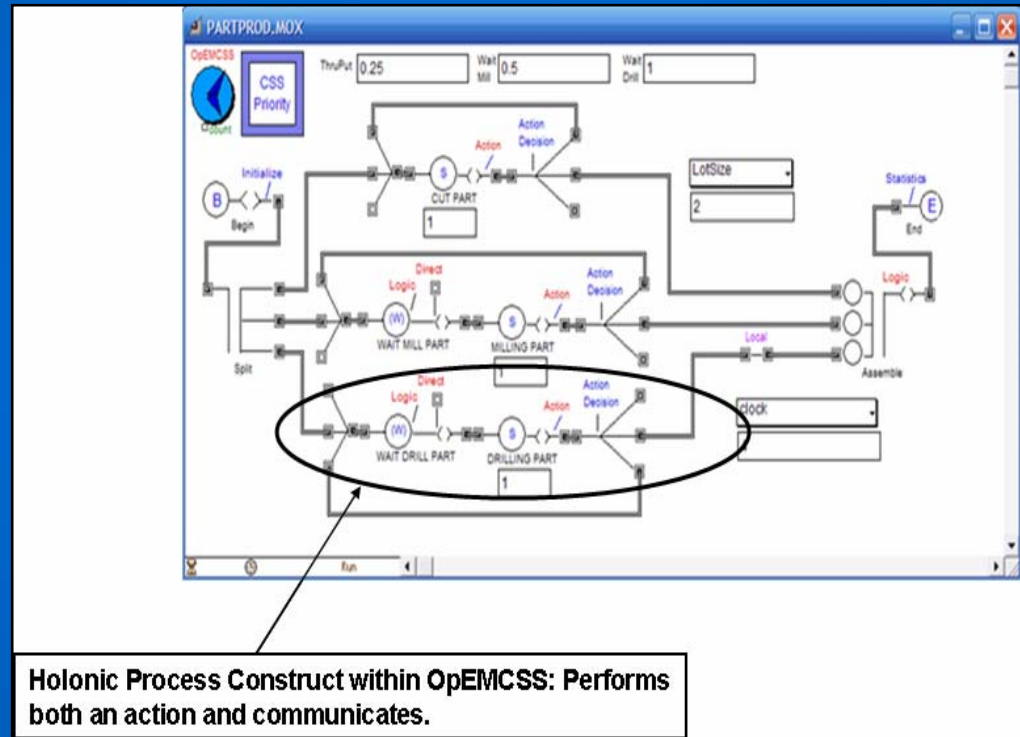 PARTPROD.MOX
OpEMCSS
count
CSS
Priority
ThruPut 0.25
Wait
Mill 0.5
Wait
Drill 1
Initialize
B
Begin
Split
Action
Action
Decision
S
CUT PART
1
LotSize
2
Statistics
E
End
Direct
Logic
(W)
WAIT MILL PART
Action
Action
Decision
S
MILLING PART
1
Local
Logic
Assemble
Direct
Logic
(W)
WAIT DRILL PART
Action
Action
Decision
S
DRILLING PART
1
clock
Run
Holonic Process Construct within OpEMCSS: Performs
both an action and communicates.